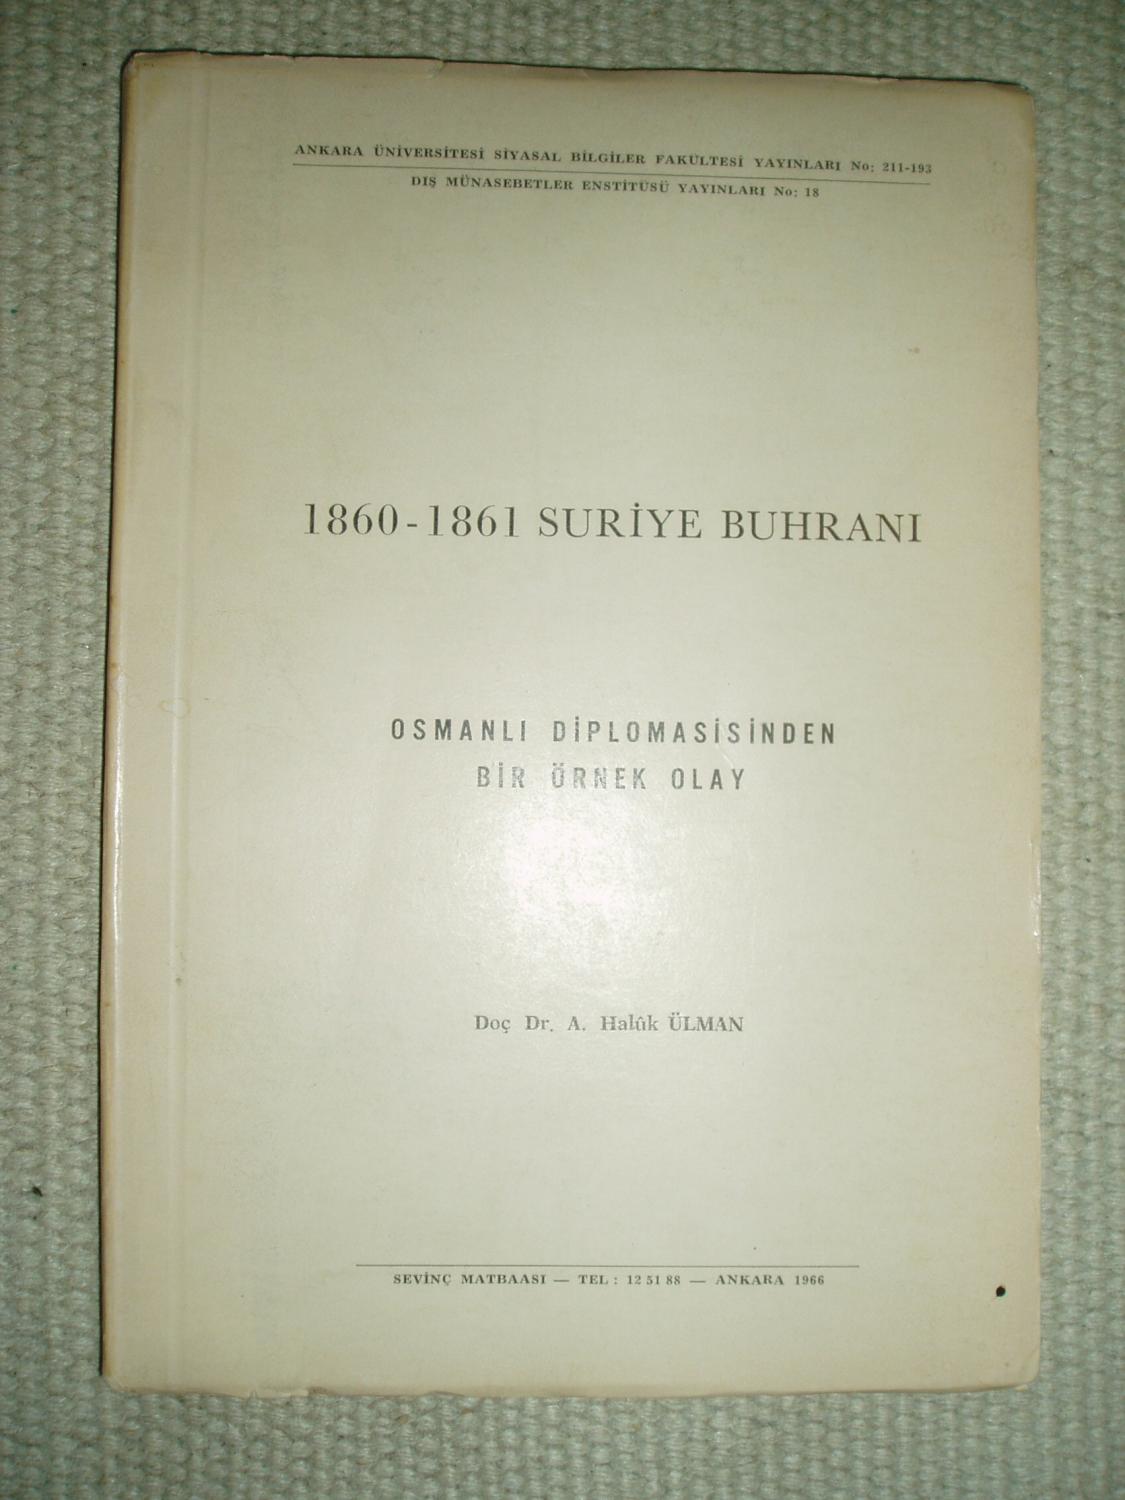 ANKARA ÜNİVERSİTESİ SİYASAL BİLGİLER FAKÜLTESİ YAYINLARI No: 211-193
DIŞ MÜNASEBETLER ENSTİTÜSÜ YAYINLARI No: 18
1860-1861 SURİYE BUHRANI
OSMANLI DİPLOMASİSİNDEN
BİR ÖRNEK OLAY
Doç Dr. A. Halûk ÜLMAN
SEVİNÇ MATBAASI — TEL : 12 51 88 — ANKARA 1966